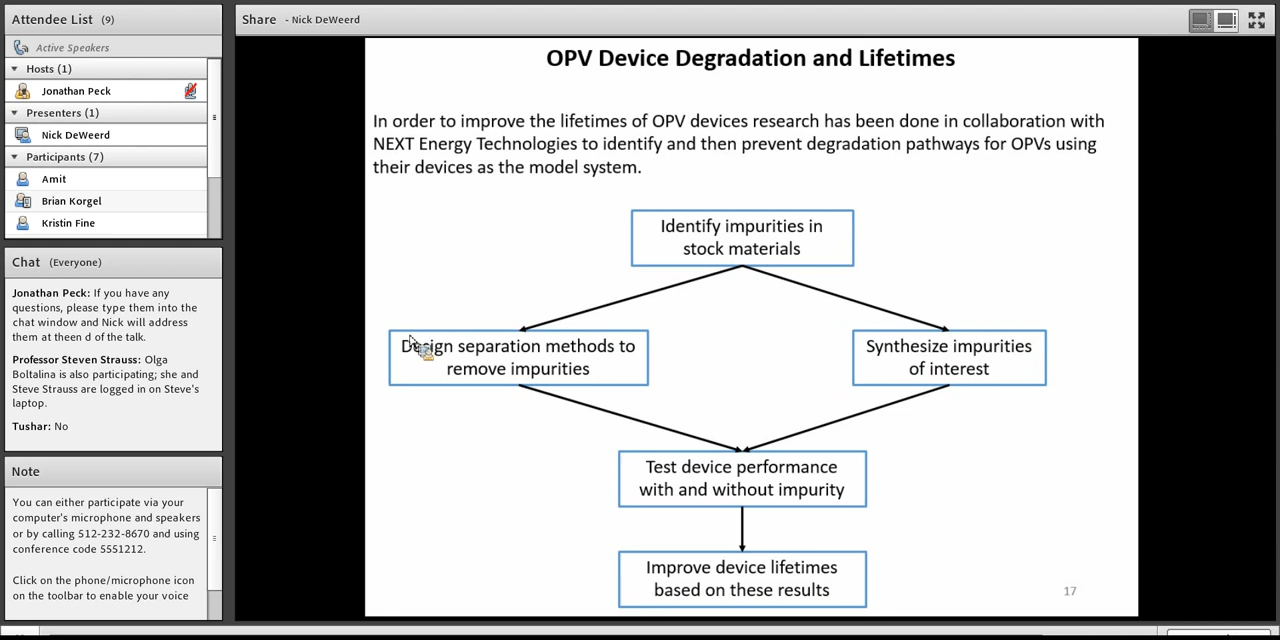 Attendee List (9)
Active Speakers
Hosts (1)
Jonathan Peck
Presenters (1)
Nick DeWeerd
Participants (7)
Amit
Brian Korgel
Kristin Fine
Chat (Everyone)
Jonathan Peck: If you have any
questions, please type them into the
chat window and Nick will address
them at theen d of the talk.
Professor Steven Strauss: Olga
Boltalina is also participating; she and
Steve Strauss are logged in on Steve's
laptop.
Tushar: No
Note
You can either participate via your
computer's microphone and speakers
or by calling 512-232-8670 and using
conference code 5551212.
Click on the phone/microphone icon
on the toolbar to enable your voice
Share - Nick DeWeerd
OPV Device Degradation and Lifetimes
In order to improve the lifetimes of OPV devices research has been done in collaboration with
NEXT Energy Technologies to identify and then prevent degradation pathways for OPVs using
their devices as the model system.
Identify impurities in
stock materials
Design separation methods to
remove impurities
Synthesize impurities
of interest
Test device performance
with and without impurity
Improve device lifetimes
based on these results
17